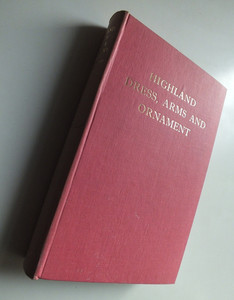 HIGHLAND
DRESS, ARMS AND
ORNAMENT